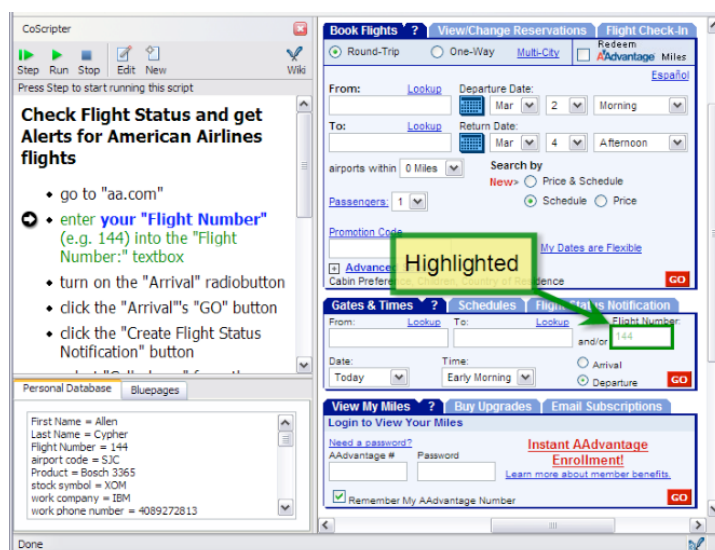 CoScripter
Step Run Stop Edit New Wiki
Press Step to start running this script
Check Flight Status and get
Alerts for American Airlines
flights
go to "aa.com"
enter your "Flight Number"
(e.g. 144) into the "Flight
Number:" textbox
turn on the "Arrival" radiobutton
click the "Arrival"'s "GO" button
click the "Create Flight Status
Notification" button
Personal Database Bluepages
First Name = Allen
Last Name = Cypher
Flight Number = 144
airport code = SJC
Product = Bosch 3365
stock symbol = XOM
work company = IBM
work phone number = 4089272813
Done
Book Flights ? View/Change Reservations Flight Check-In
Round-Trip One-Way Multi-City Redeem
AAdvantage Miles
Español
From: Lookup Departure Date:
Mar 2 Morning
To: Lookup Return Date:
Mar 4 Afternoon
airports within 0 Miles Search by
New> Price & Schedule
Passengers: 1 Schedule Price
Promotion Code
My Dates are Flexible
Highlighted
Advanced
Cabin Preference, Children, Country of Residence GO
Gates & Times ? Schedules Flight Status Notification
From: Lookup To: Lookup Flight Number:
and/or 144
Date: Time: Arrival
Today Early Morning Departure GO
View My Miles ? Buy Upgrades Email Subscriptions
Login to View Your Miles
Need a password?
AAdvantage # Password
Instant AAdvantage
Enrollment!
Learn more about member benefits.
Remember My AAdvantage Number GO